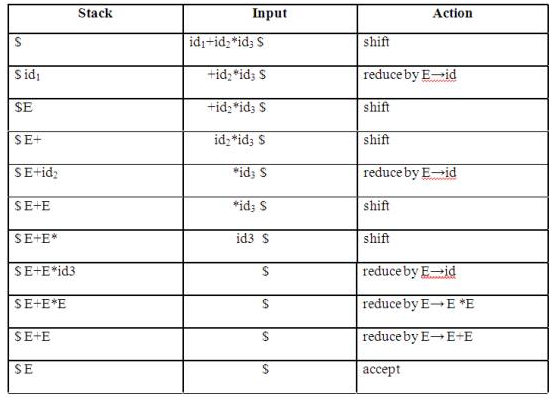 Stack Input Action
$ id₁+id₂*id₃ $ shift
$ id₁ +id₂*id₃ $ reduce by E→id
$E +id₂*id₃ $ shift
$ E+ id₂*id₃ $ shift
$ E+id₂ *id₃ $ reduce by E→id
$ E+E *id₃ $ shift
$ E+E* id3 $ shift
$ E+E*id3 $ reduce by E→id
$ E+E*E $ reduce by E→ E *E
$ E+E $ reduce by E→ E+E
$ E $ accept